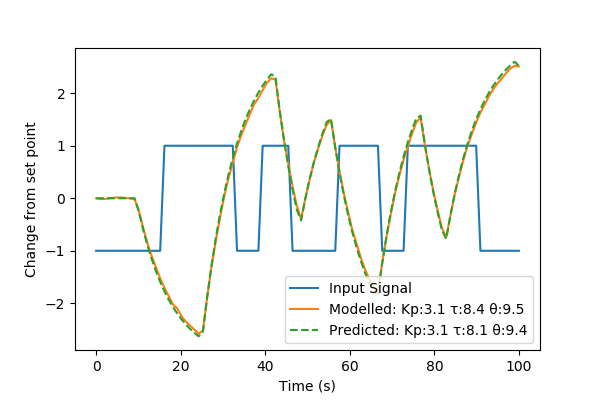 2
1
0
−1
−2
Change from set point
Input Signal
Modelled: Kp:3.1 τ:8.4 θ:9.5
Predicted: Kp:3.1 τ:8.1 θ:9.4
0 20 40 60 80 100
Time (s)